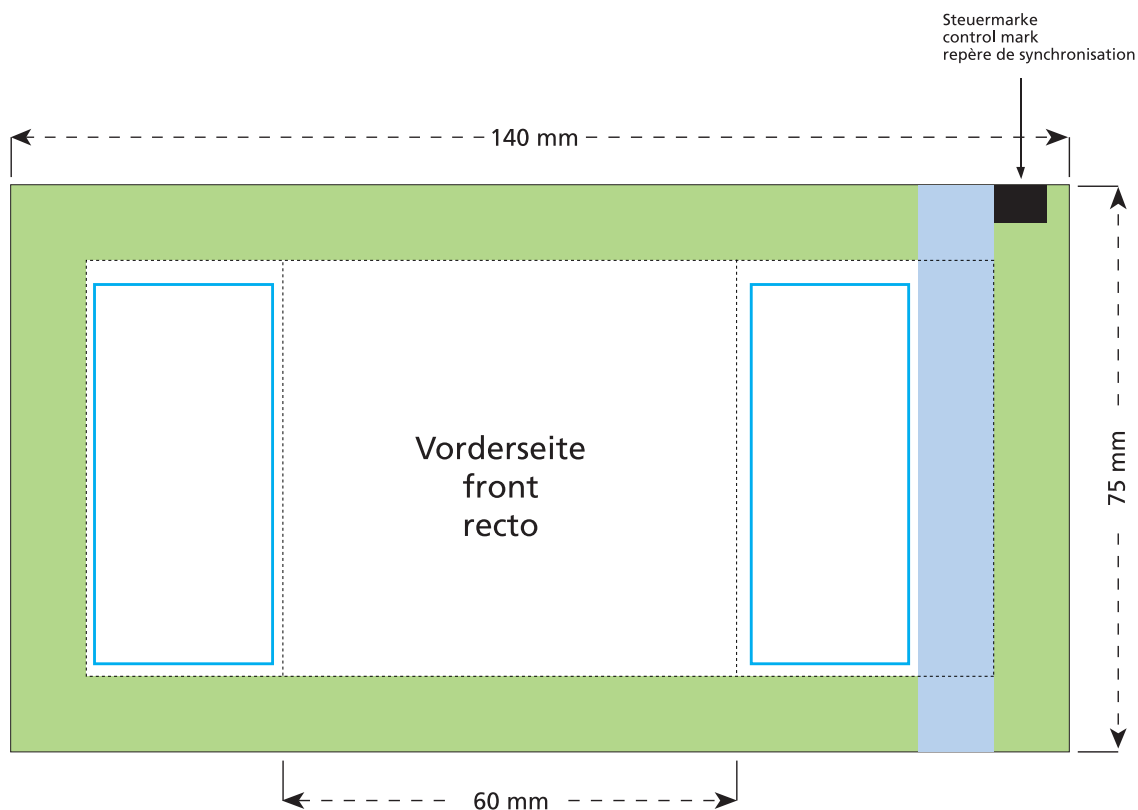 Steuermarke
control mark
repère de synchronisation
140 mm
Vorderseite
front
recto
75 mm
60 mm